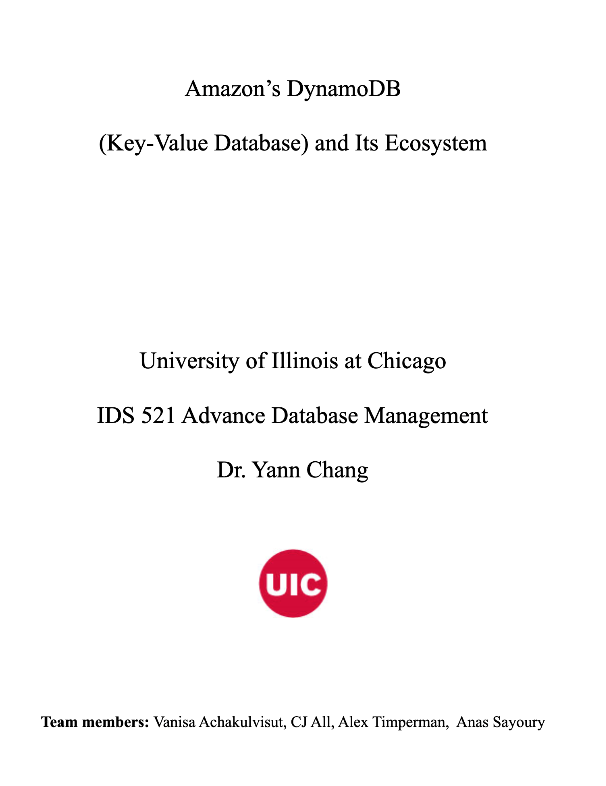 Amazon’s DynamoDB
(Key-Value Database) and Its Ecosystem
University of Illinois at Chicago
IDS 521 Advance Database Management
Dr. Yann Chang
UIC
Team members: Vanisa Achakulvisut, CJ All, Alex Timperman,  Anas Sayoury